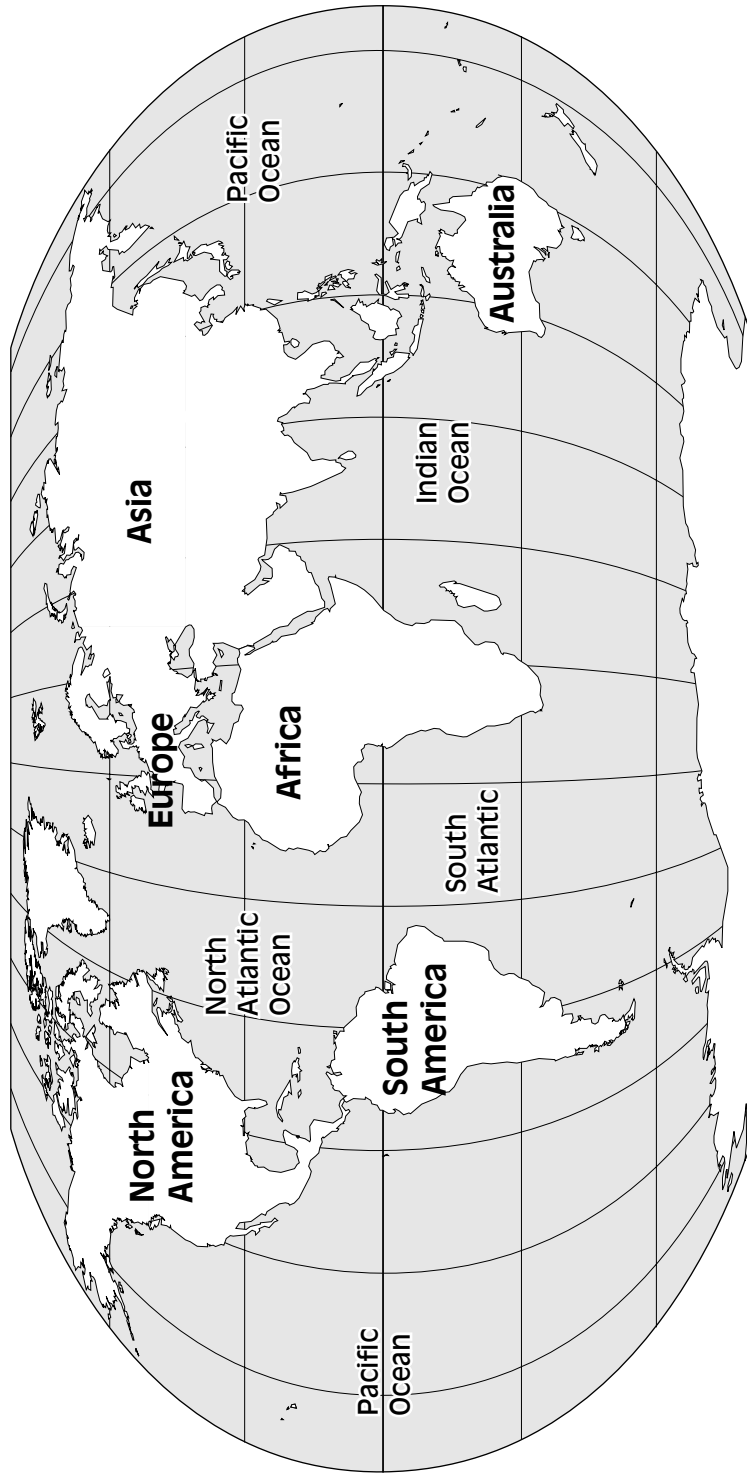 North
America
South
America
Europe
Africa
Asia
Australia
Pacific
Ocean
North
Atlantic
Ocean
South
Atlantic
Indian
Ocean
Pacific
Ocean